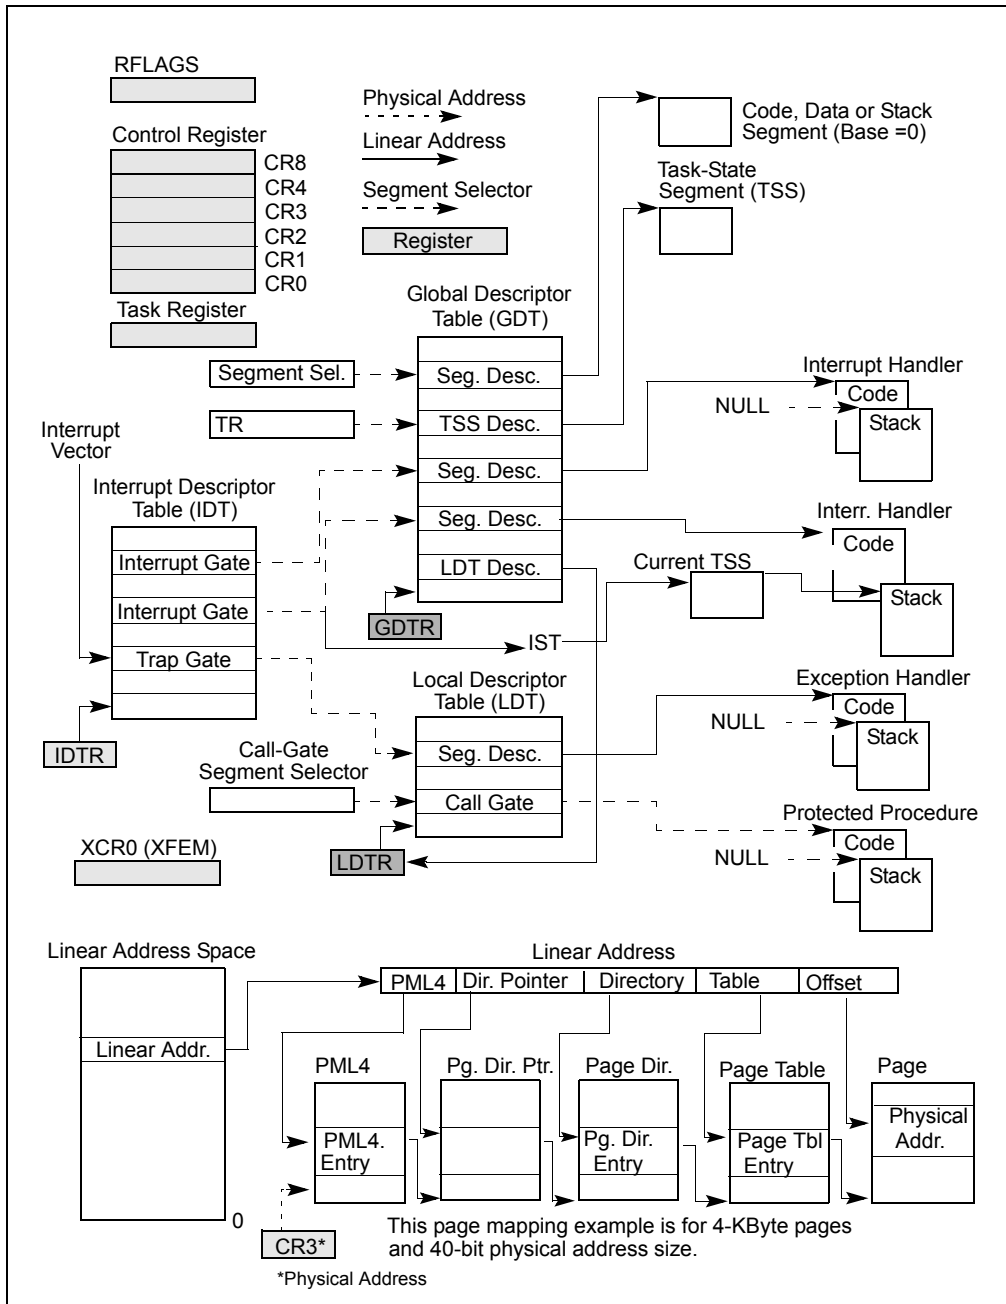 RFLAGS
Control Register
CR8
CR4
CR3
CR2
CR1
CR0
Task Register
Physical Address
Linear Address
Segment Selector
Register
Code, Data or Stack
Segment (Base =0)
Task-State
Segment (TSS)
Global Descriptor
Table (GDT)
Segment Sel.
Seg. Desc.
TR
TSS Desc.
Seg. Desc.
Seg. Desc.
LDT Desc.
GDTR
Interrupt Handler
Code
NULL
Stack
Interrupt
Vector
Interrupt Descriptor
Table (IDT)
Interrupt Gate
Interrupt Gate
Trap Gate
IDTR
Interr. Handler
Code
Current TSS
Stack
IST
Local Descriptor
Table (LDT)
Seg. Desc.
Call Gate
Call-Gate
Segment Selector
LDTR
XCR0 (XFEM)
Exception Handler
Code
NULL
Stack
Protected Procedure
Code
NULL
Stack
Linear Address Space
Linear Addr.
0
Linear Address
PML4
Dir. Pointer
Directory
Table
Offset
PML4
Pg. Dir. Ptr.
Page Dir.
Page Table
Page
PML4.
Entry
Pg. Dir.
Entry
Page Tbl
Entry
Physical
Addr.
CR3*
This page mapping example is for 4-KByte pages
and 40-bit physical address size.
*Physical Address